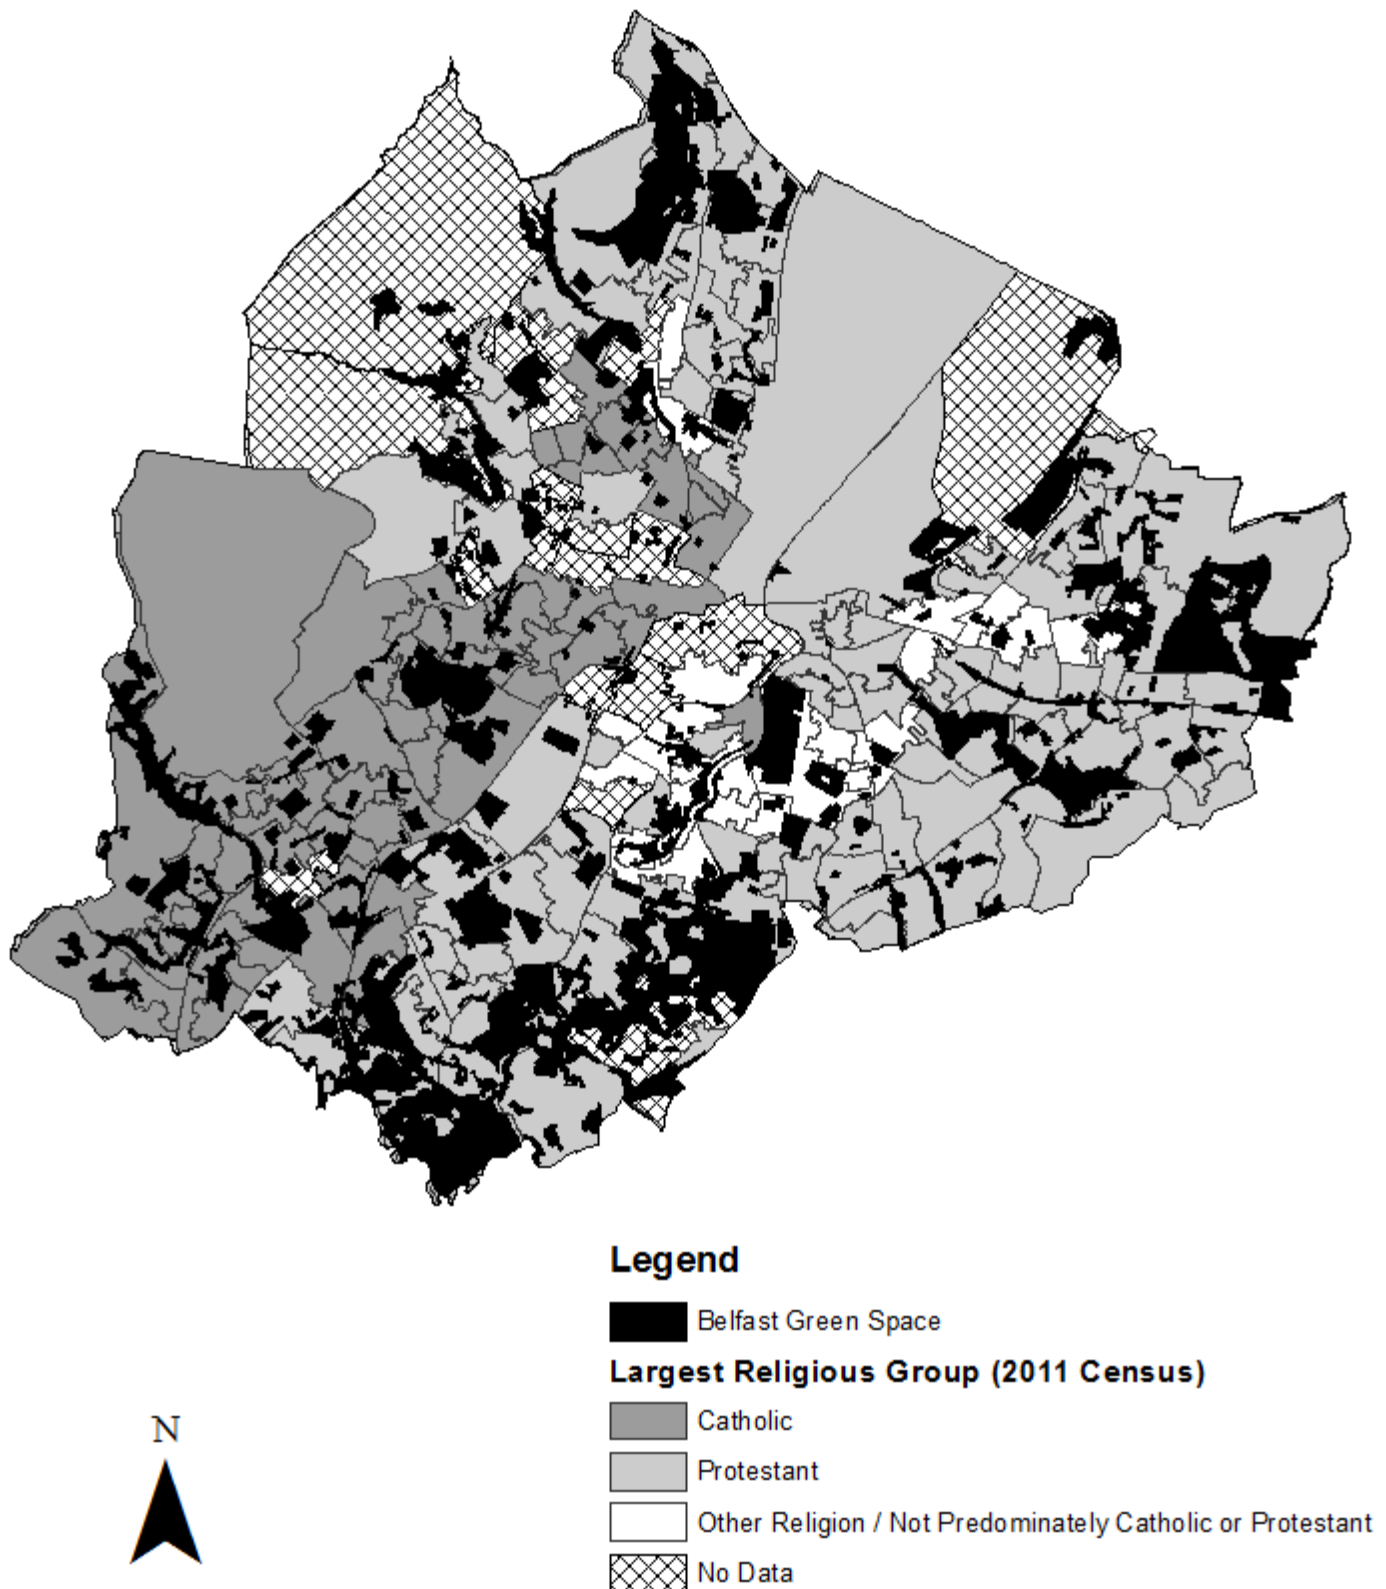 Legend
Belfast Green Space
Largest Religious Group (2011 Census)
Catholic
Protestant
Other Religion / Not Predominately Catholic or Protestant
No Data
N